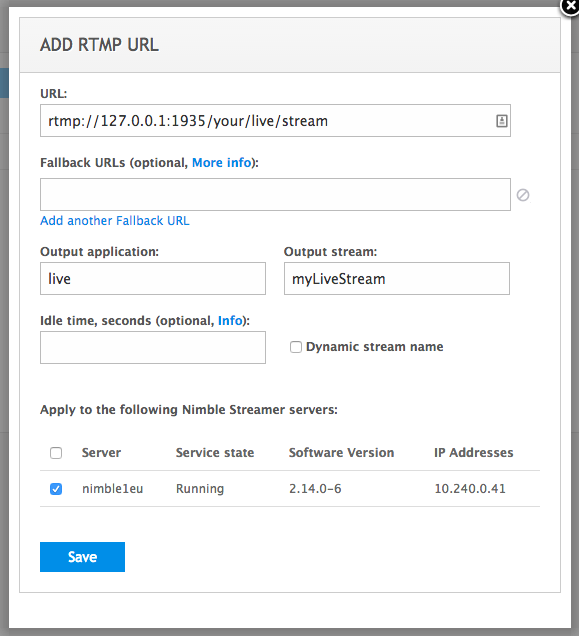 ADD RTMP URL
URL:
rtmp://127.0.0.1:1935/your/live/stream
Fallback URLs (optional, More info):
Add another Fallback URL
Output application: Output stream:
live myLiveStream
Idle time, seconds (optional, Info):
Dynamic stream name
Apply to the following Nimble Streamer servers:
Server Service state Software Version IP Addresses
nimble1eu Running 2.14.0-6 10.240.0.41
Save